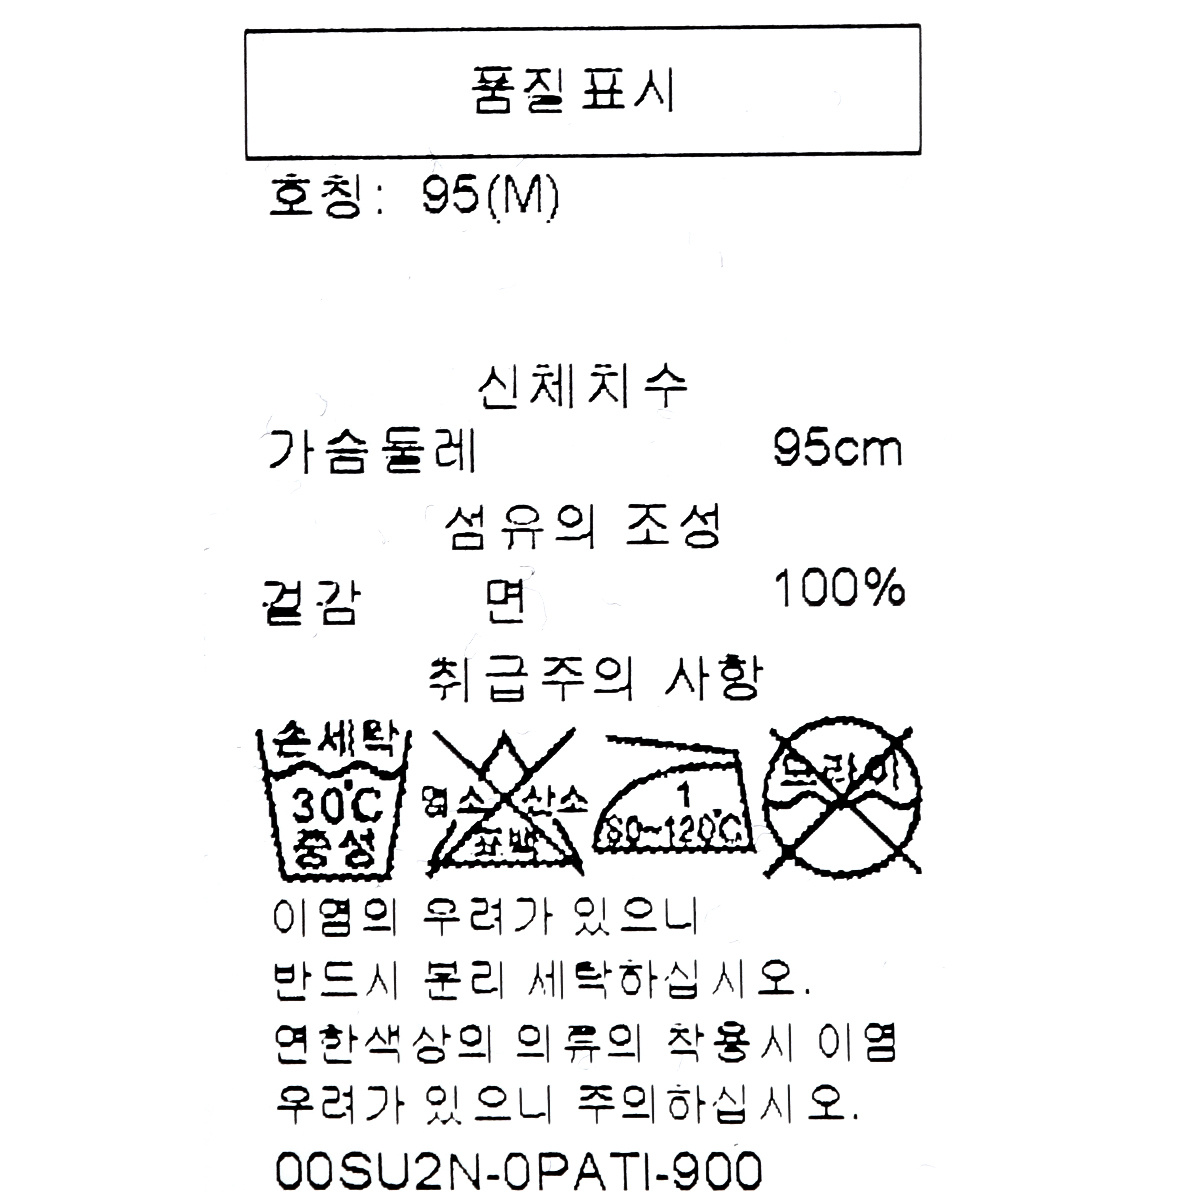 품질표시
호칭: 95(M)
신체치수
가슴둘레 95cm
섬유의 조성
겉감 면 100%
취급주의 사항
손세탁
30℃
중성
염소 산소
표백
1
80~120℃
드라이
이염의 우려가 있으니
반드시 분리 세탁하십시오.
연한색상의 의류의 착용시 이염
우려가 있으니 주의하십시오.
00SU2N-0PATI-900